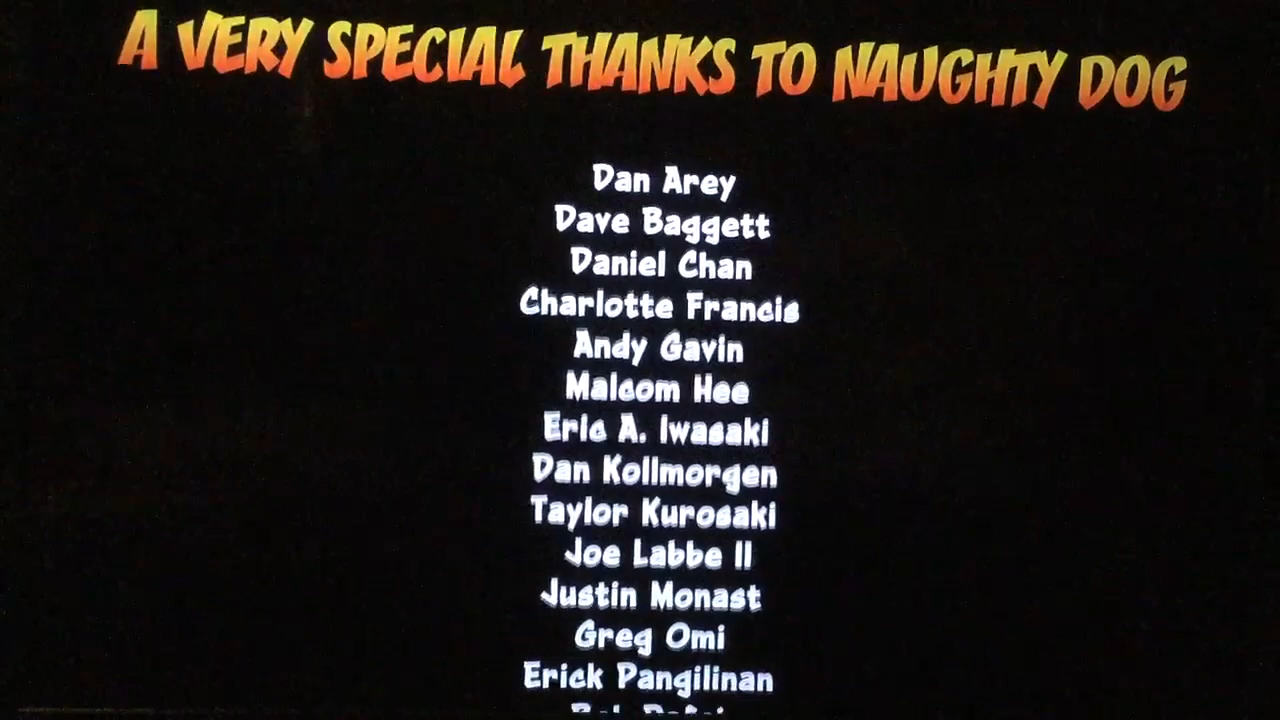 A VERY SPECIAL THANKS TO NAUGHTY DOG
Dan Arey
Dave Baggett
Daniel Chan
Charlotte Francis
Andy Gavin
Malcom Hee
Eric A. Iwasaki
Dan Kollmorgen
Taylor Kurosaki
Joe Labbe II
Justin Monast
Greg Omi
Erick Pangilinan